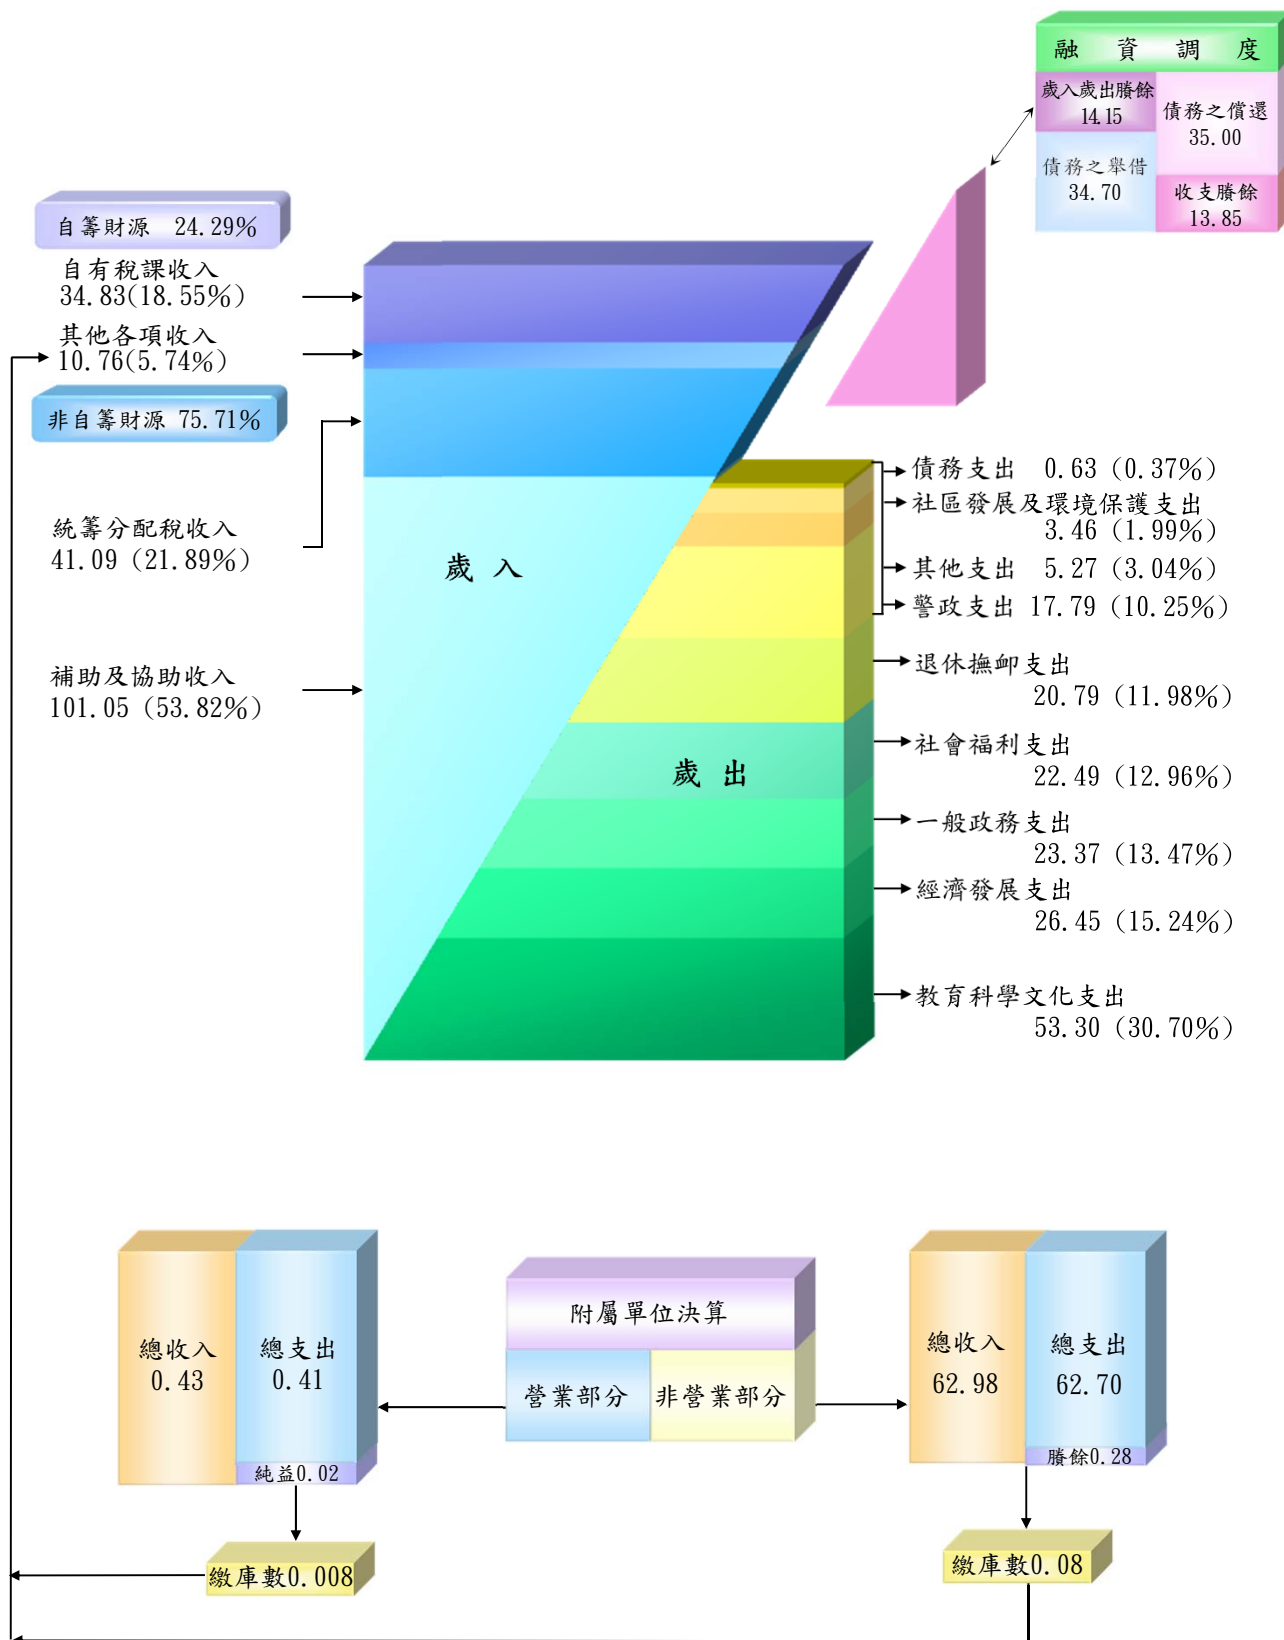 融資調度
歲入歲出賸餘
14.15
債務之償還
35.00
債務之舉借
34.70
收支賸餘
13.85
自籌財源 24.29%
自有稅課收入
34.83(18.55%)
其他各項收入
10.76(5.74%)
非自籌財源 75.71%
統籌分配稅收入
41.09 (21.89%)
補助及協助收入
101.05 (53.82%)
歲入
歲出
債務支出 0.63 (0.37%)
社區發展及環境保護支出
3.46 (1.99%)
其他支出 5.27 (3.04%)
警政支出 17.79 (10.25%)
退休撫卹支出
20.79 (11.98%)
社會福利支出
22.49 (12.96%)
一般政務支出
23.37 (13.47%)
經濟發展支出
26.45 (15.24%)
教育科學文化支出
53.30 (30.70%)
總收入
0.43
總支出
0.41
純益0.02
繳庫數0.008
附屬單位決算
營業部分
非營業部分
總收入
62.98
總支出
62.70
賸餘0.28
繳庫數0.08